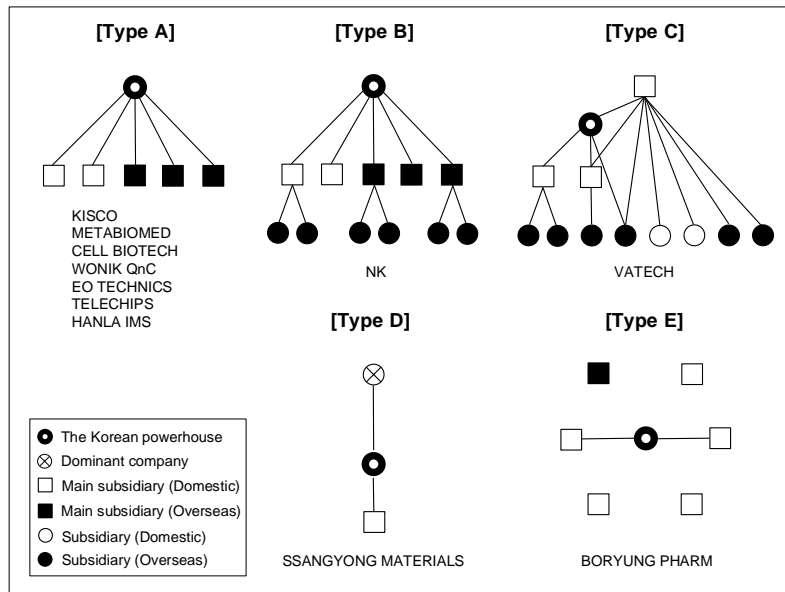 [Type A]
[Type B]
[Type C]
KISCO
METABIOMED
CELL BIOTECH
WONIK QnC
EO TECHNICS
TELECHIPS
HANLA IMS
NK
VATECH
[Type D]
[Type E]
The Korean powerhouse
Dominant company
Main subsidiary (Domestic)
Main subsidiary (Overseas)
Subsidiary (Domestic)
Subsidiary (Overseas)
SSANGYONG MATERIALS
BORYUNG PHARM